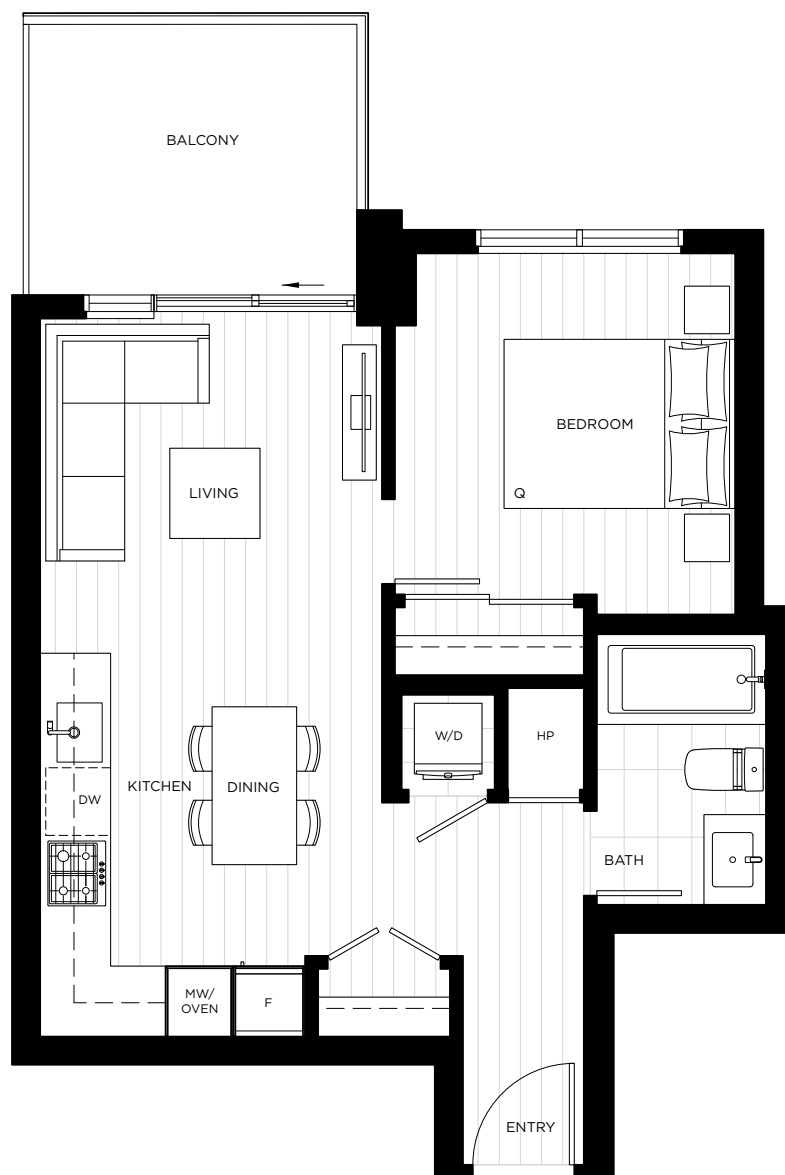 BALCONY
BEDROOM
Q
LIVING
W/D
HP
KITCHEN
DINING
DW
BATH
MW/
OVEN
F
ENTRY